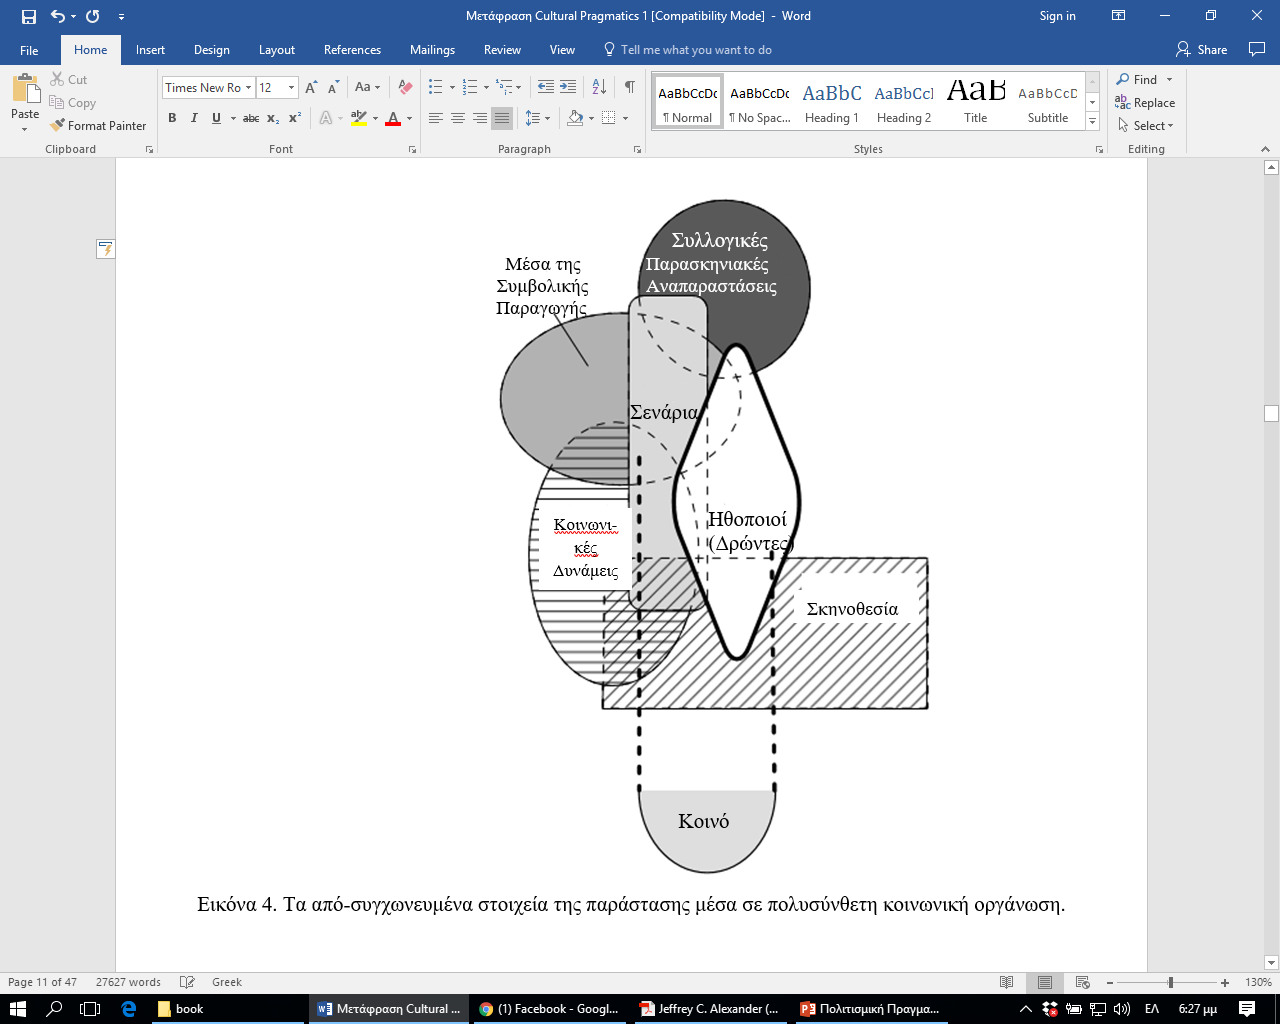 Μετάφραση Cultural Pragmatics 1 [Compatibility Mode] - Word
Sign in
File
Home
Insert
Design
Layout
References
Mailings
Review
View
Tell me what you want to do
Share
Paste
Cut
Copy
Format Painter
Clipboard
Times New Ro
12
Font
Paragraph
AaBbCcDc
¶ Normal
AaBbCcDc
¶ No Spac...
AaBbC
Heading 1
AaBbCcI
Heading 2
AaB
Title
AaBbCcD
Subtitle
Styles
Find
Replace
Select
Editing
Συλλογικές
Παρασκηνιακές
Αναπαραστάσεις
Μέσα της
Συμβολικής
Παραγωγής
Σενάρια
Ηθοποιοί
(Δρώντες)
Κοινωνι-
κές
Δυνάμεις
Σκηνοθεσία
Κοινό
Εικόνα 4. Τα από-συγχωνευμένα στοιχεία της παράστασης μέσα σε πολυσύνθετη κοινωνική οργάνωση.
Page 11 of 47
27627 words
Greek
130%
book
Μετάφραση Cultural ...
(1) Facebook - Googl...
Jeffrey C. Alexander (...
Πολιτισμική Πραγμα...
ΕΛ
6:27 μμ